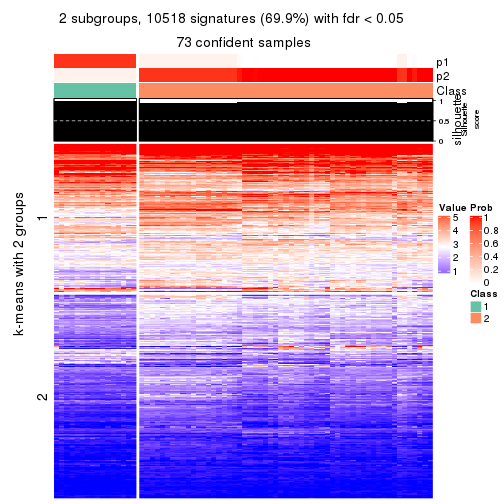 2 subgroups, 10518 signatures (69.9%) with fdr < 0.05
73 confident samples
p1
p2
Class
1
0.5
0
silhouette
Silhouette
score
k-means with 2 groups
1
2
Value
5
4
3
2
1
Prob
1
0.8
0.6
0.4
0.2
0
Class
1
2